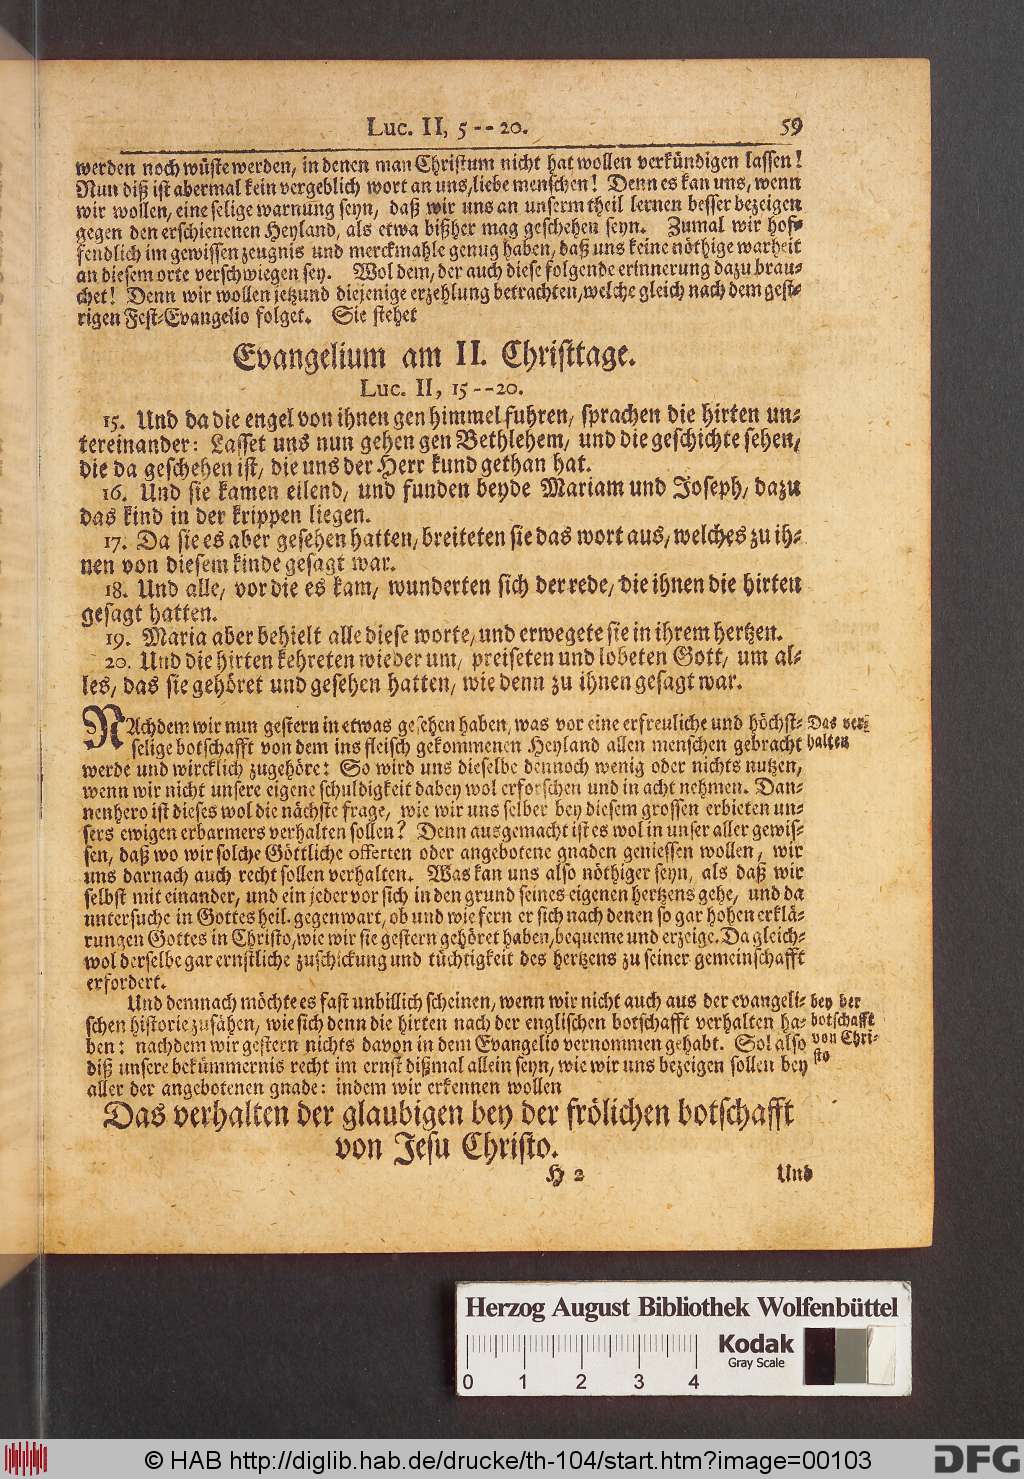 Luc. II, 5--20. 59
werden noch wüste werden, in denen man Christum nicht hat wollen verkündigen lassen!
Nun diß ist abermal kein vergeblich wort an uns, liebe menschen! Denn es kan uns, wenn
wir wollen, eine selige warnung seyn, daß wir uns an unserm theil lernen besser bezeigen
gegen den erschienenen Heyland, als etwa bißher mag geschehen seyn. Zumal wir hof-
fendlich im gewissen zeugnis und merckmahle genug haben, daß uns keine nöthige warheit
an diesem orte verschwiegen sey. Wol dem, der auch diese folgende erinnerung dazu brau-
chet! Denn wir wollen jetzund diejenige erzehlung betrachten, welche gleich nach dem gest-
rigen Fest-Evangelio folget. Sie stehet
Evangelium am II. Christtage.
Luc. II, 15--20.
15. Und da die engel von ihnen gen himmel fuhren, sprachen die hirten un-
tereinander: Lasset uns nun gehen gen Bethlehem, und die geschichte sehen,
die da geschehen ist, die uns der Herr kund gethan hat.
16. Und sie kamen eilend, und funden beyde Mariam und Joseph, dazu
das kind in der krippen liegen.
17. Da sie es aber gesehen hatten, breiteten sie das wort aus, welches zu ih-
nen von diesem kinde gesagt war.
18. Und alle, vor die es kam, wunderten sich der rede, die ihnen die hirten
gesagt hatten.
19. Maria aber behielt alle diese worte, und erwegete sie in ihrem hertzen.
20. Und die hirten kehreten wieder um, preiseten und lobeten Gott, um al-
les, das sie gehöret und gesehen hatten, wie denn zu ihnen gesagt war.
NAchdem wir nun gestern in etwas gesehen haben, was vor eine erfreuliche und höchst- Das ver-
selige botschafft von dem ins fleisch gekommenen Heyland allen menschen gebracht halten
werde und wircklich zugehöre: So wird uns dieselbe dennoch wenig oder nichts nutzen,
wenn wir nicht unsere eigene schuldigkeit dabey wol erforschen und in acht nehmen. Dan-
nenhero ist dieses wol die nächste frage, wie wir uns selber bey diesem grossen erbieten un-
sers ewigen erbarmers verhalten sollen? Denn ausgemacht ist es wol in unser aller gewis-
sen, daß wo wir solche Göttliche offerten oder angebotene gnaden geniessen wollen, wir
uns darnach auch recht sollen verhalten. Was kan uns also nöthiger seyn, als daß wir
selbst mit einander, und ein jeder vor sich in den grund seines eigenen hertzens gehe, und da
untersuche in Gottes heil. gegenwart, ob und wie fern er sich nach denen so gar hohen erklä-
rungen Gottes in Christo, wie wir sie gestern gehöret haben, bequeme und erzeige. Da gleich-
wol derselbe gar ernstliche zuschickung und tüchtigkeit des hertzens zu seiner gemeinschafft
erfordert.
Und demnach möchte es fast unbillich scheinen, wenn wir nicht auch aus der evangeli- bey der
schen historie zusähen, wie sich denn die hirten nach der englischen botschafft verhalten ha- botschafft
ben: nachdem wir gestern nichts davon in dem Evangelio vernommen gehabt. Sol also von Chri-
diß unsere bekümmernis recht im ernst dißmal allein seyn, wie wir uns bezeigen sollen bey sto
aller der angebotenen gnade: indem wir erkennen wollen
Das verhalten der glaubigen bey der frölichen botschafft
von Jesu Christo.
H 2 Und
Herzog August Bibliothek Wolfenbüttel
Kodak
Gray Scale
0 1 2 3 4
© HAB http://diglib.hab.de/drucke/th-104/start.htm?image=00103
DFG